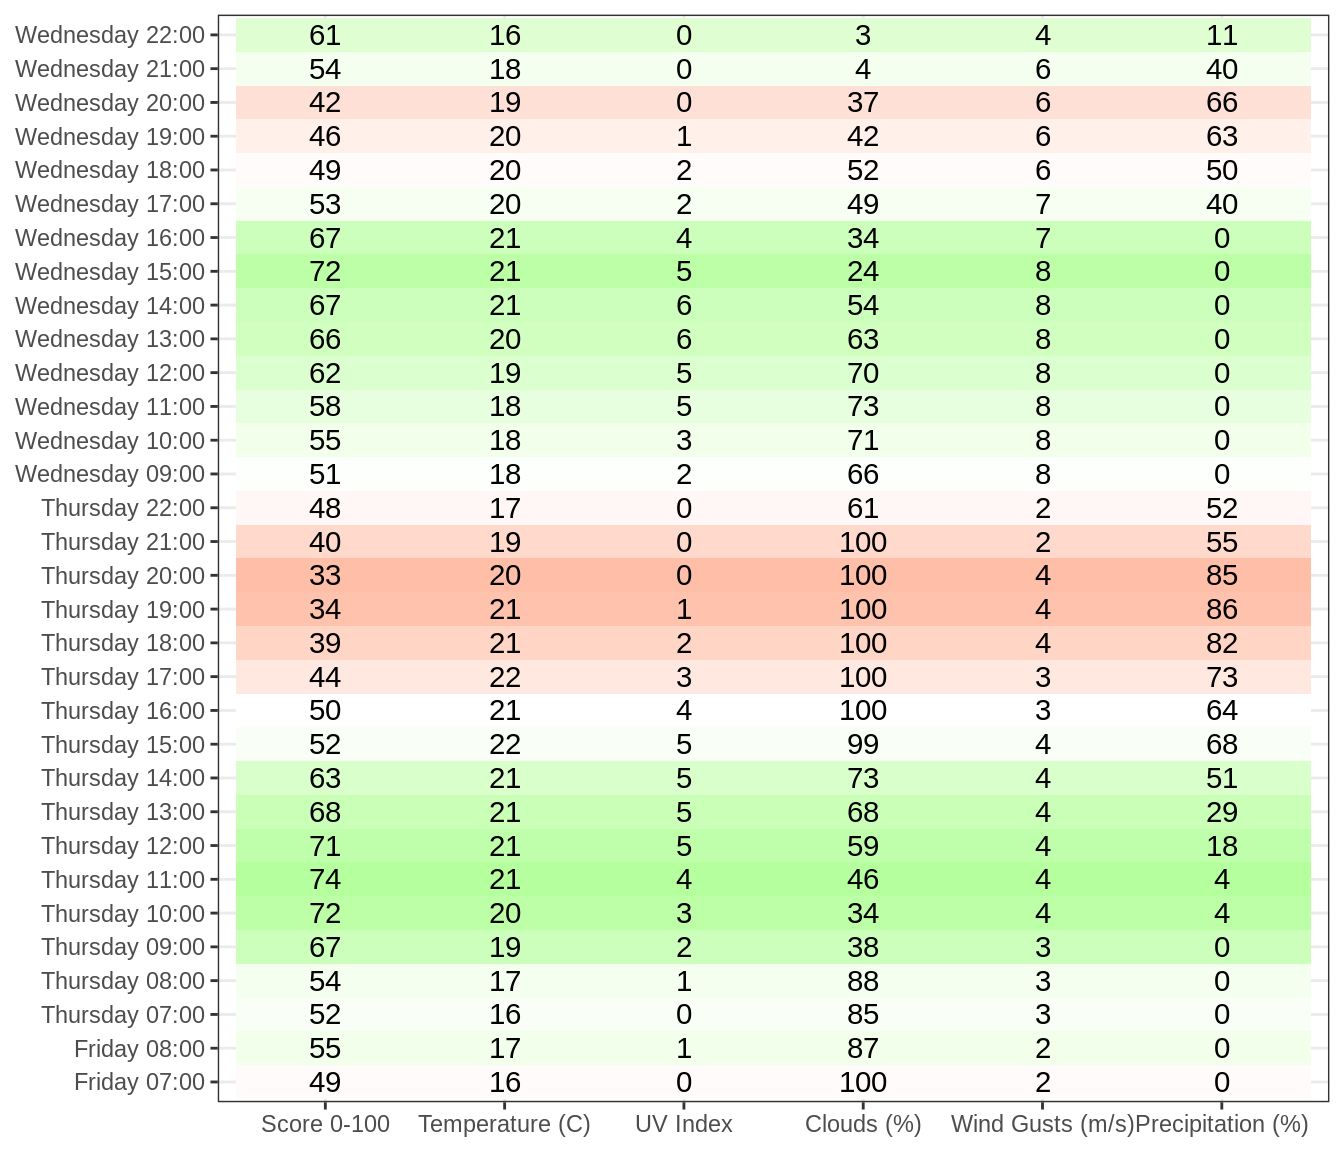 Wednesday 22:00 61 16 0 3 4 11
Wednesday 21:00 54 18 0 4 6 40
Wednesday 20:00 42 19 0 37 6 66
Wednesday 19:00 46 20 1 42 6 63
Wednesday 18:00 49 20 2 52 6 50
Wednesday 17:00 53 20 2 49 7 40
Wednesday 16:00 67 21 4 34 7 0
Wednesday 15:00 72 21 5 24 8 0
Wednesday 14:00 67 21 6 54 8 0
Wednesday 13:00 66 20 6 63 8 0
Wednesday 12:00 62 19 5 70 8 0
Wednesday 11:00 58 18 5 73 8 0
Wednesday 10:00 55 18 3 71 8 0
Wednesday 09:00 51 18 2 66 8 0
Thursday 22:00 48 17 0 61 2 52
Thursday 21:00 40 19 0 100 2 55
Thursday 20:00 33 20 0 100 4 85
Thursday 19:00 34 21 1 100 4 86
Thursday 18:00 39 21 2 100 4 82
Thursday 17:00 44 22 3 100 3 73
Thursday 16:00 50 21 4 100 3 64
Thursday 15:00 52 22 5 99 4 68
Thursday 14:00 63 21 5 73 4 51
Thursday 13:00 68 21 5 68 4 29
Thursday 12:00 71 21 5 59 4 18
Thursday 11:00 74 21 4 46 4 4
Thursday 10:00 72 20 3 34 4 4
Thursday 09:00 67 19 2 38 3 0
Thursday 08:00 54 17 1 88 3 0
Thursday 07:00 52 16 0 85 3 0
Friday 08:00 55 17 1 87 2 0
Friday 07:00 49 16 0 100 2 0
Score 0-100 Temperature (C) UV Index Clouds (%) Wind Gusts (m/s) Precipitation (%)